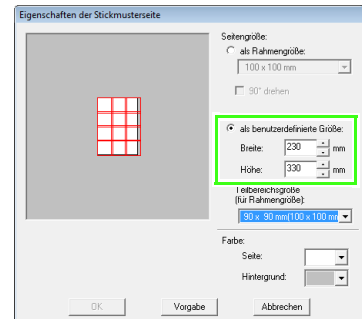 Eigenschaften der Stickmusterseite
Seitengröße:
als Rahmengröße:
100 x 100 mm
90° drehen
als benutzerdefinierte Größe:
Breite: 230 mm
Höhe: 330 mm
Teilbereichsgröße
(für Rahmengröße):
90 x 90 mm(100 x 100 mm
Farbe:
Seite:
Hintergrund:
OK Vorgabe Abbrechen